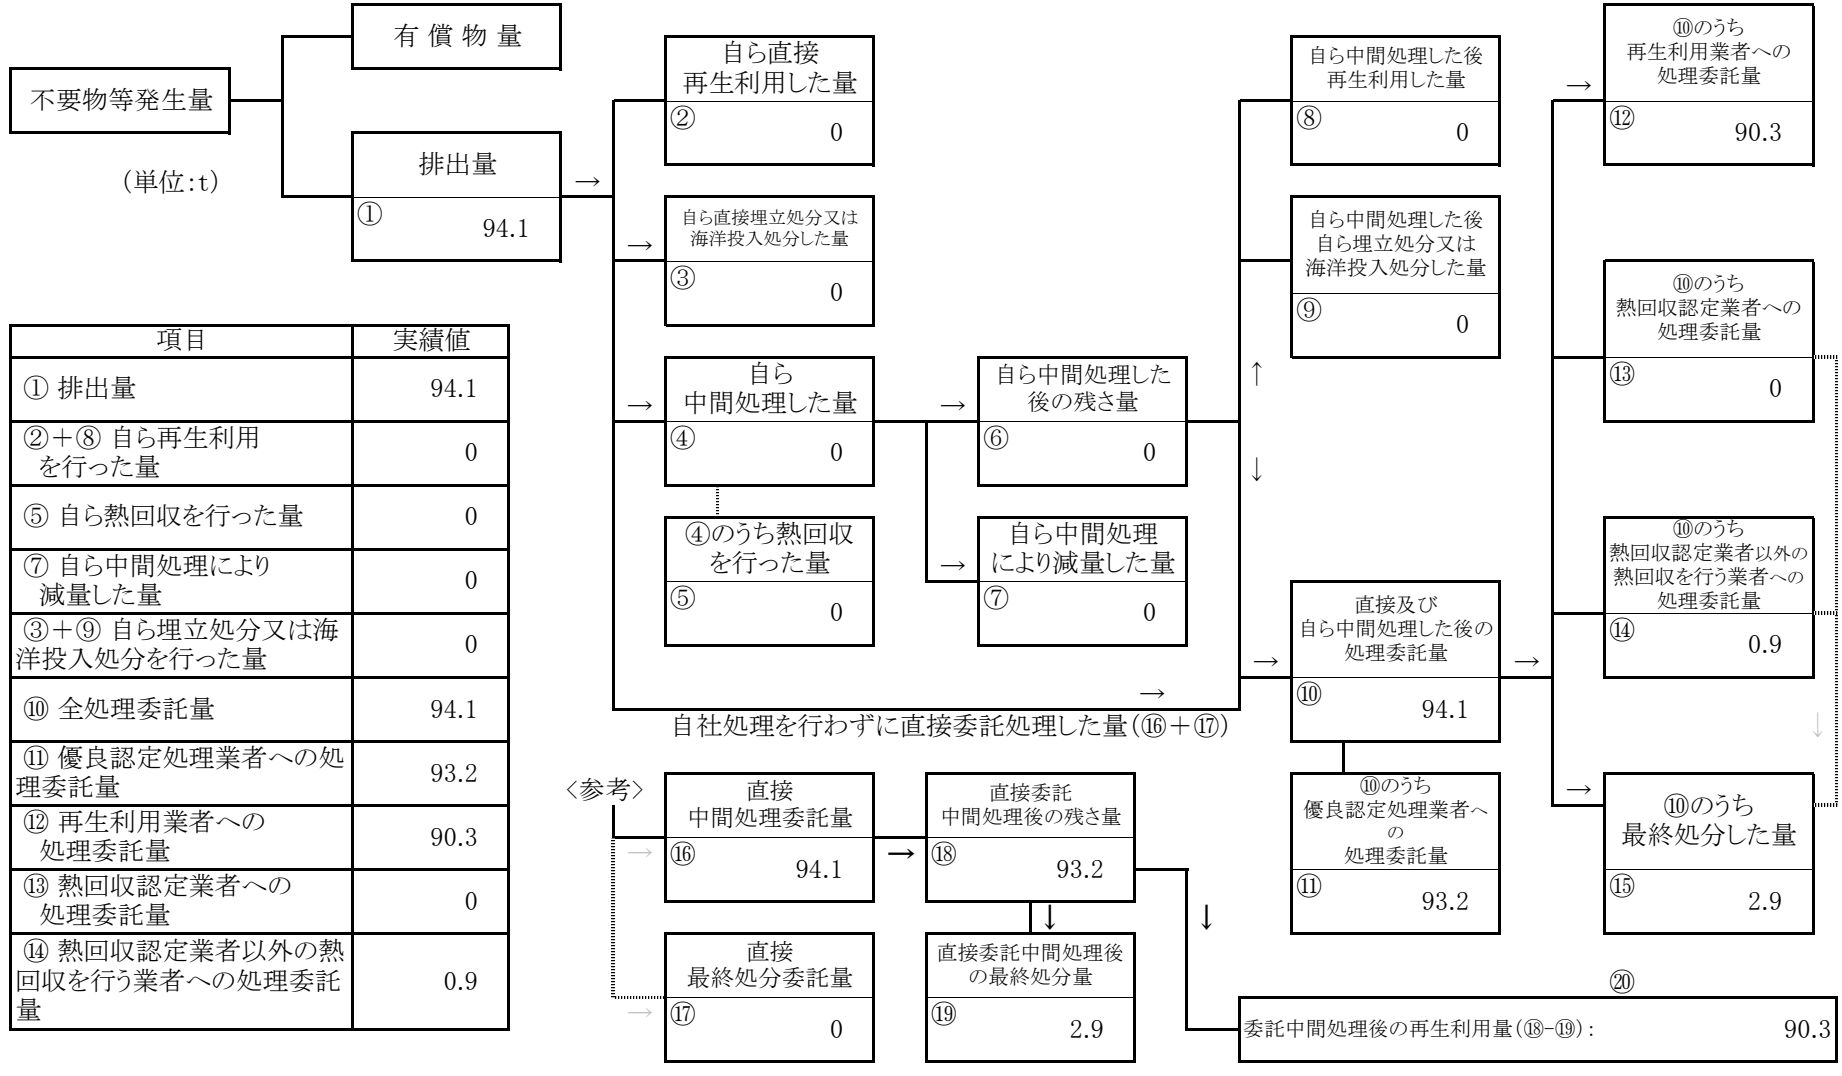 有 償 物 量
不要物等発生量
(単位:t)
排出量
①
94.1
→
自ら直接
再生利用した量
②
0
→
自ら直接埋立処分又は
海洋投入処分した量
③
0
→
自ら
中間処理した量
④
0
④のうち熱回収
を行った量
⑤
0
→
自ら中間処理した
後の残さ量
⑥
0
→
自ら中間処理
により減量した量
⑦
0
自ら中間処理した後
再生利用した量
⑧
0
自ら中間処理した後
自ら埋立処分又は
海洋投入処分した量
⑨
0
↑
↓
→
自社処理を行わずに直接委託処理した量(⑯+⑰)
→
直接及び
自ら中間処理した後の
処理委託量
⑩
94.1
⑩のうち
優良認定処理業者へ
の
処理委託量
⑪
93.2
→
→
⑩のうち
再生利用業者への
処理委託量
⑫
90.3
⑩のうち
熱回収認定業者への
処理委託量
⑬
0
⑩のうち
熱回収認定業者以外の
熱回収を行う業者への
処理委託量
⑭
0.9
↓
→
⑩のうち
最終処分した量
⑮
2.9
項目 実績値
① 排出量 94.1
②+⑧ 自ら再生利用
を行った量 0
⑤ 自ら熱回収を行った量 0
⑦ 自ら中間処理により
減量した量 0
③+⑨ 自ら埋立処分又は海
洋投入処分を行った量 0
⑩ 全処理委託量 94.1
⑪ 優良認定処理業者への処
理委託量 93.2
⑫ 再生利用業者への
処理委託量 90.3
⑬ 熱回収認定業者への
処理委託量 0
⑭ 熱回収認定業者以外の熱
回収を行う業者への処理委託
量 0.9
<参考>
→
直接
中間処理委託量
⑯
94.1
→
直接委託
中間処理後の残さ量
⑱
93.2
↓
↓
→
直接
最終処分委託量
⑰
0
直接委託中間処理後
の最終処分量
⑲
2.9
⑳
委託中間処理後の再生利用量(⑱-⑲): 90.3